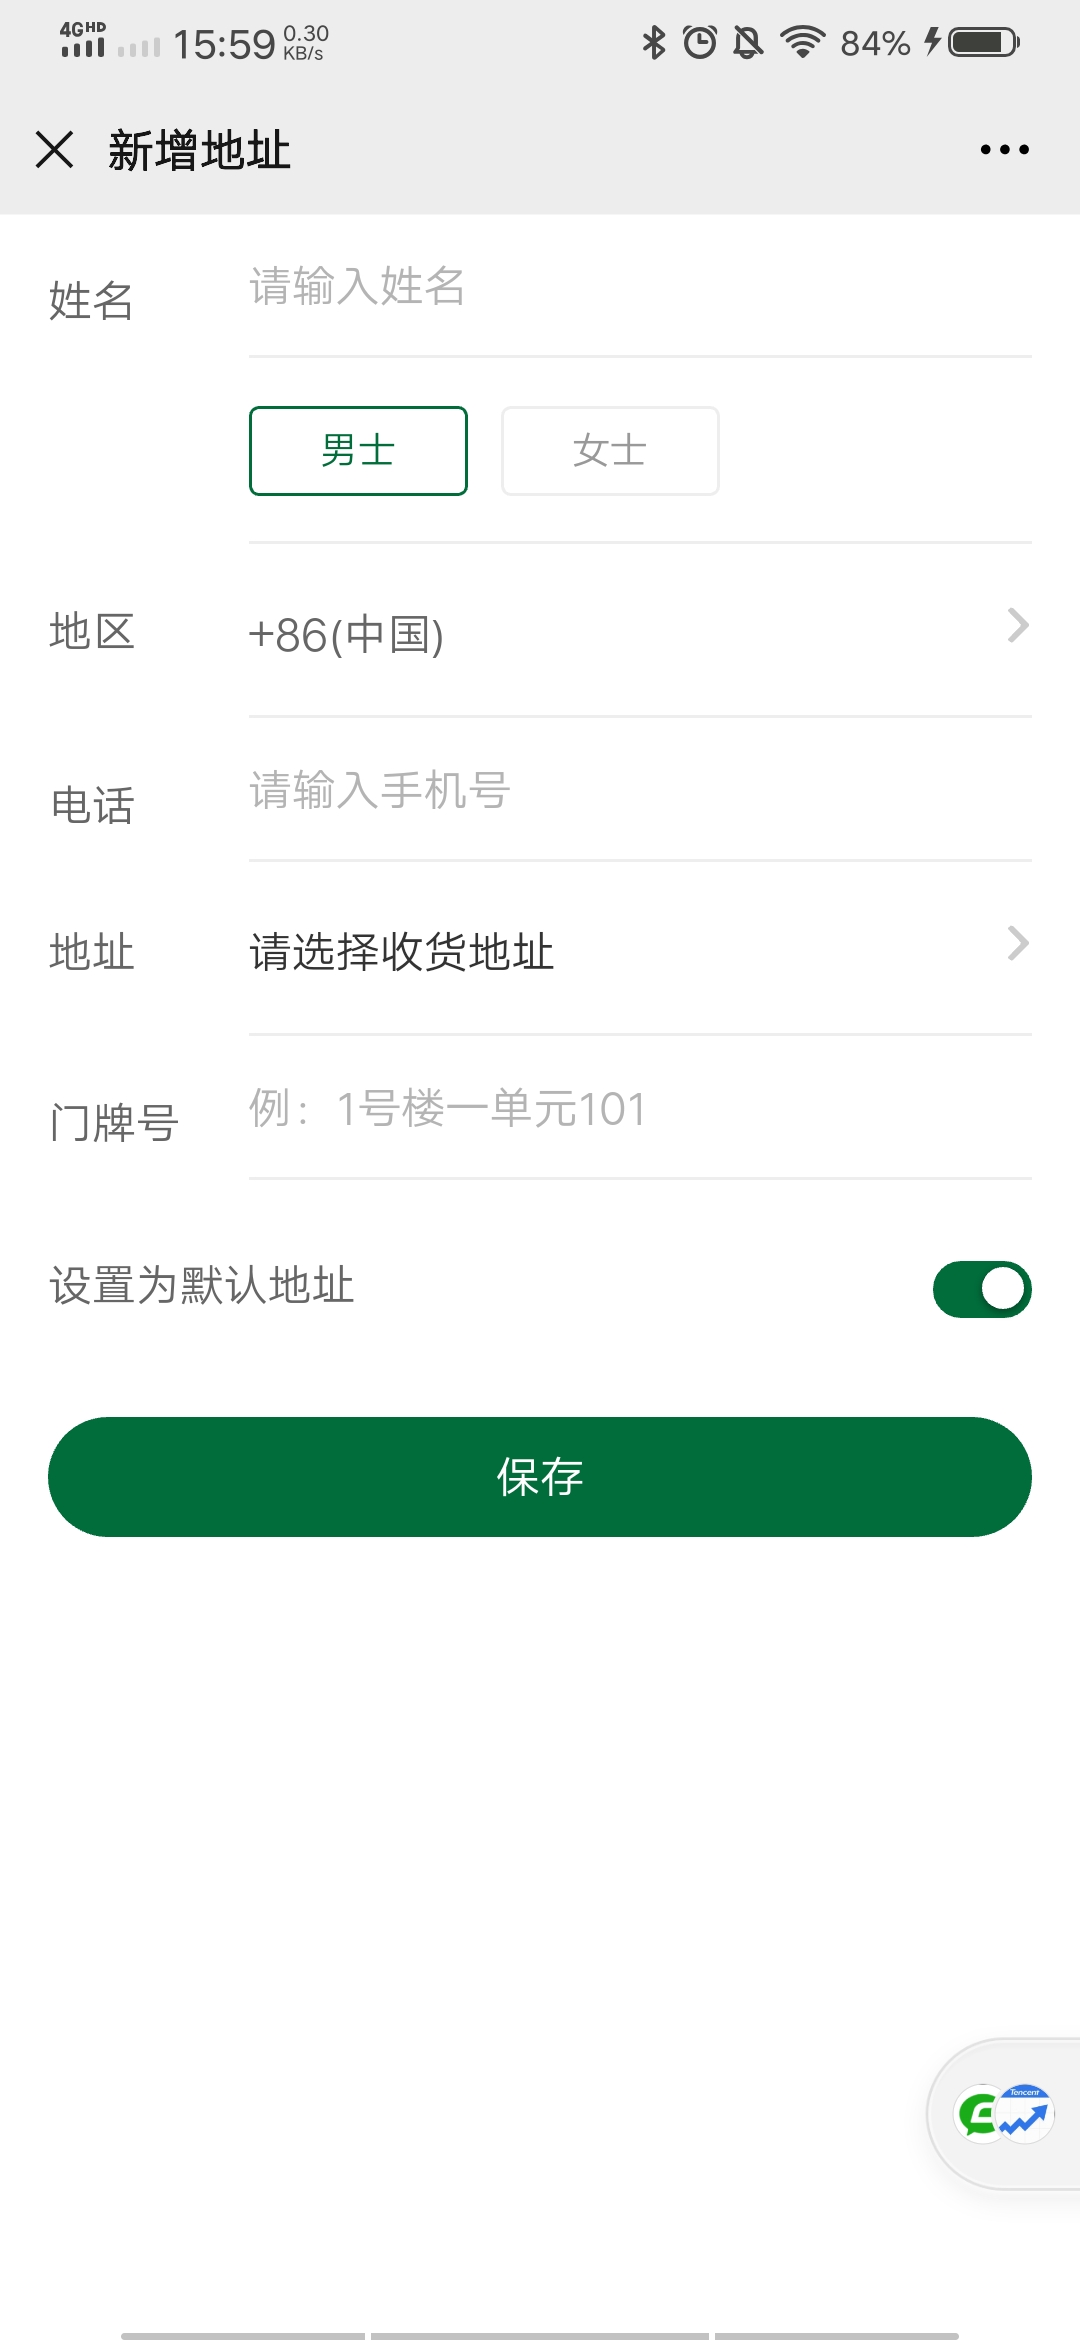 4GHD 15:59 0.30 KB/s 84%
新增地址
姓名 请输入姓名
男士 女士
地区 +86(中国)
电话 请输入手机号
地址 请选择收货地址
门牌号 例：1号楼一单元101
设置为默认地址
保存
Tencent